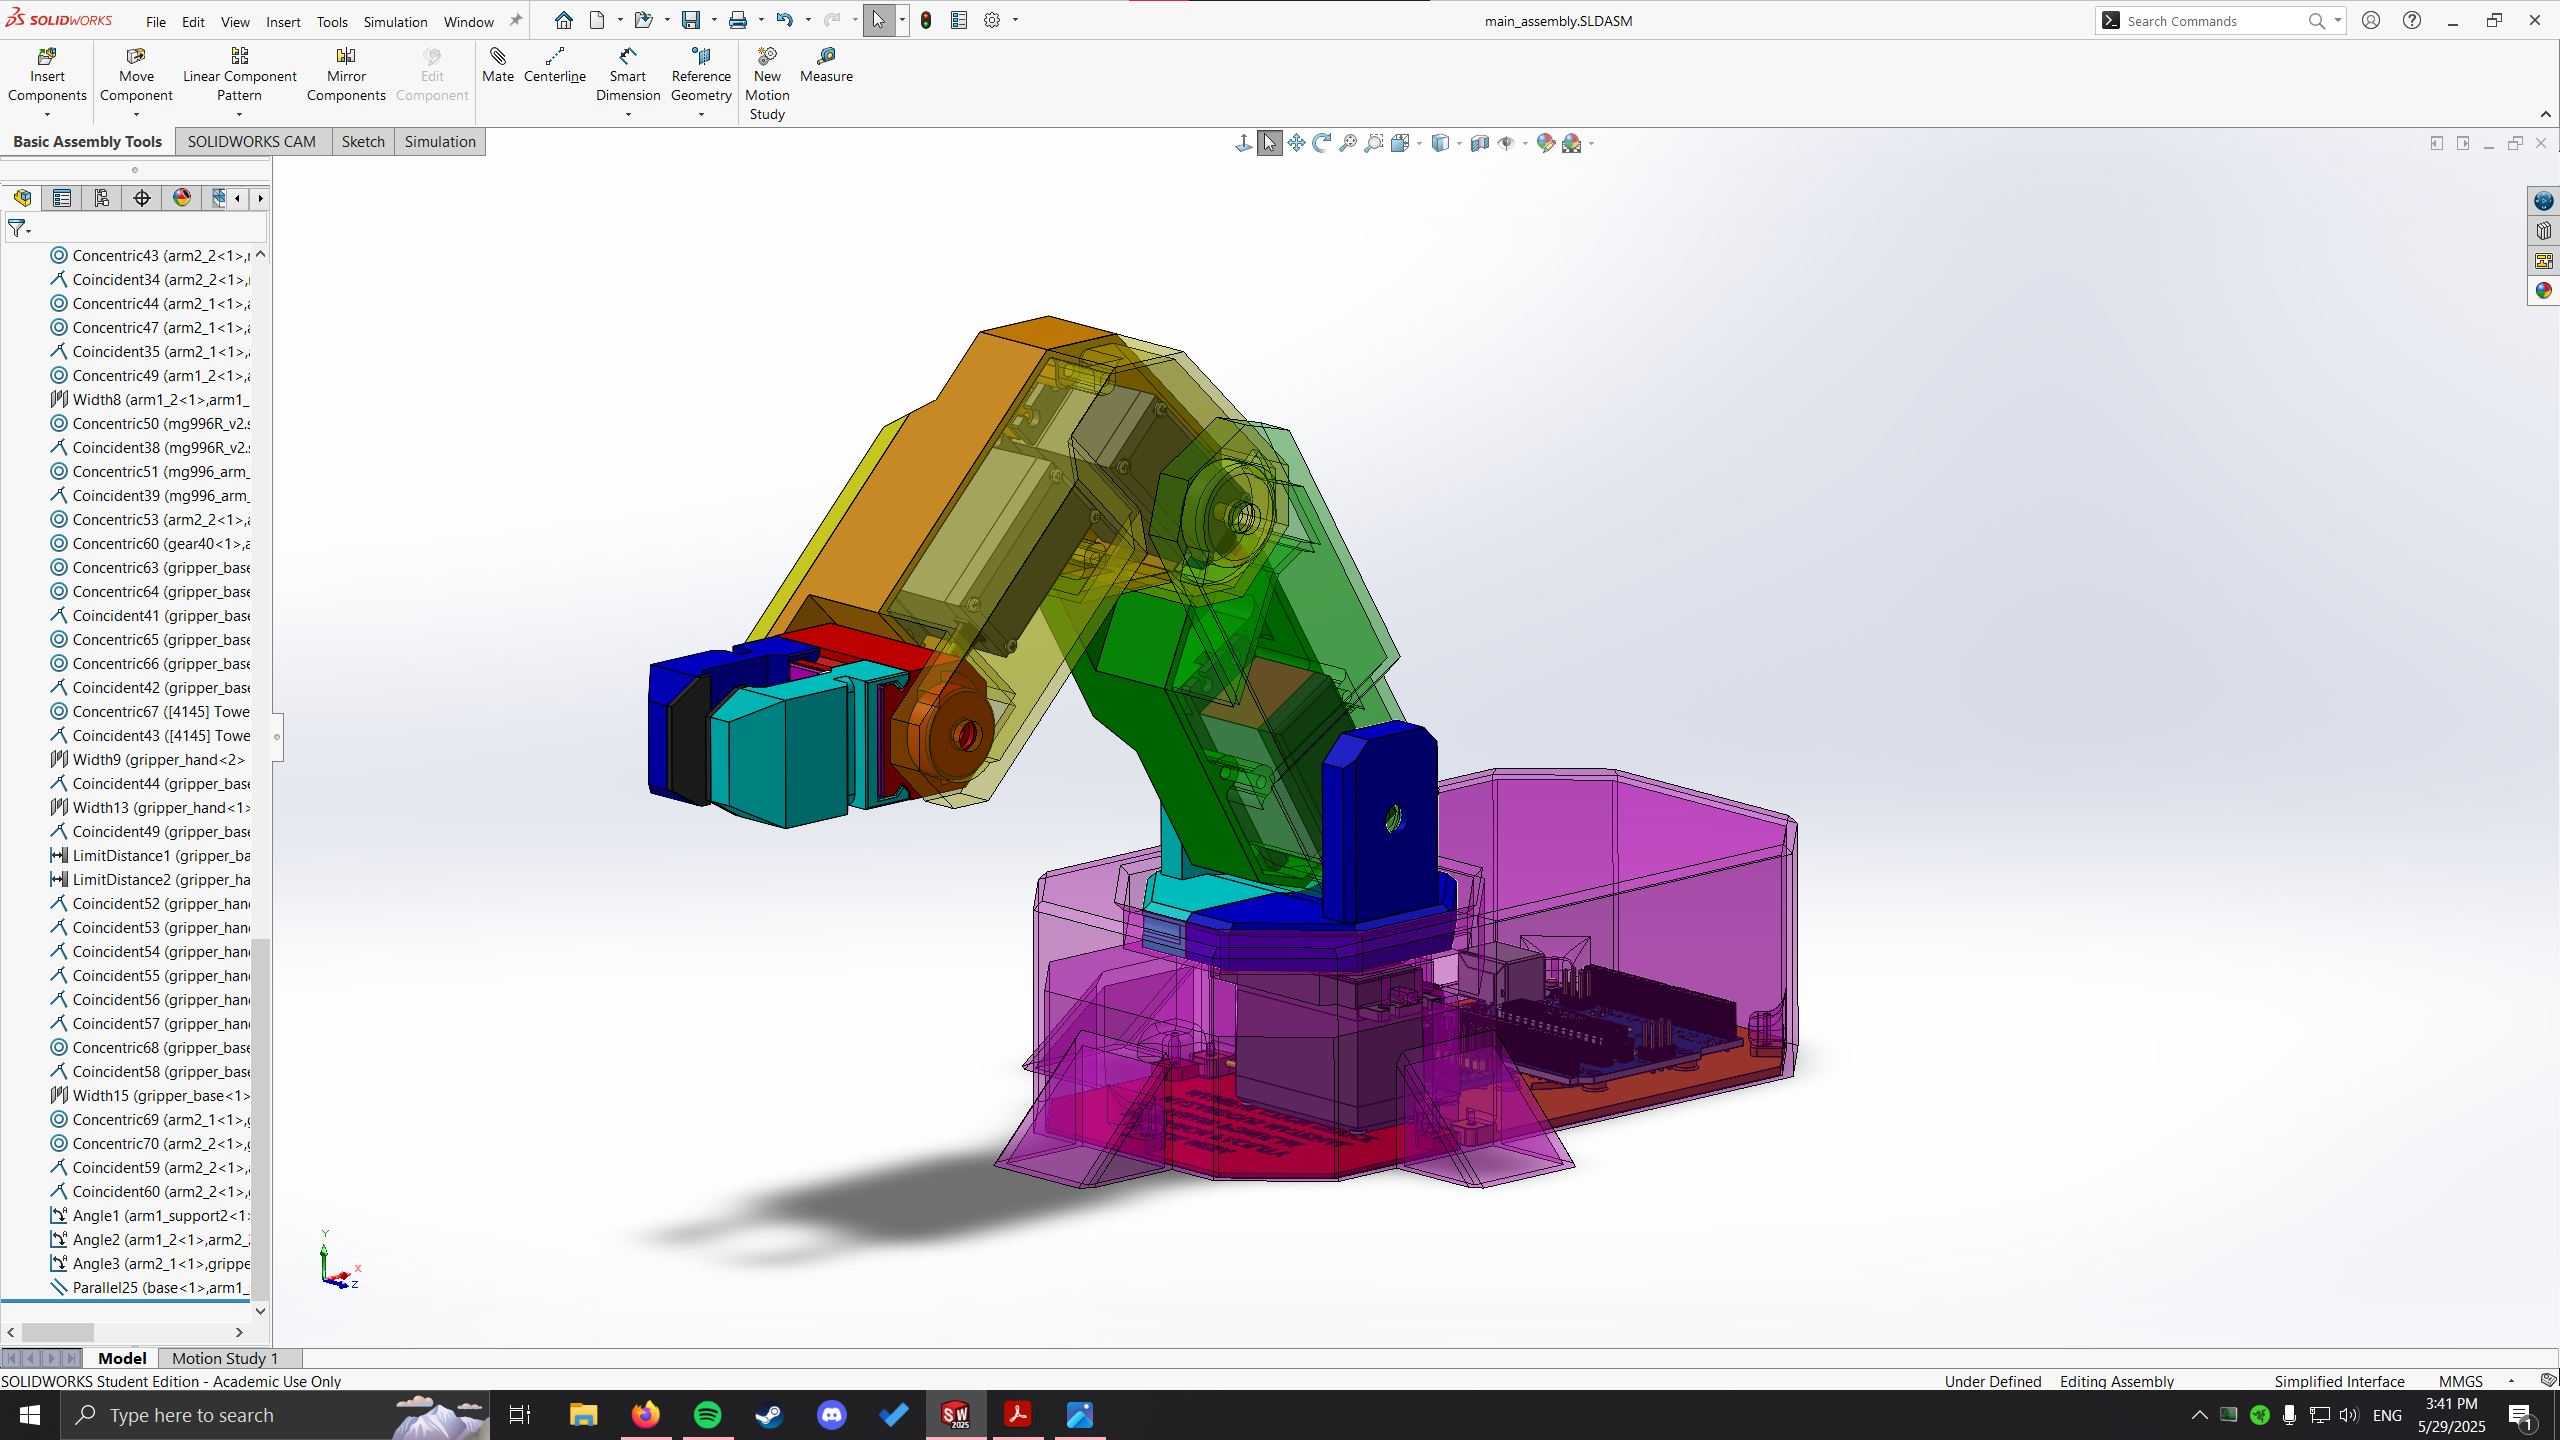 SOLIDWORKS
File Edit View Insert Tools Simulation Window
main_assembly.SLDASM
Search Commands
Insert Components
Move Component
Linear Component Pattern
Mirror Components
Edit Component
Mate
Centerline
Smart Dimension
Reference Geometry
New Motion Study
Measure
Basic Assembly Tools SOLIDWORKS CAM Sketch Simulation
Concentric43 (arm2_2<1>,
Coincident34 (arm2_2<1>,
Concentric44 (arm2_1<1>,
Concentric47 (arm2_1<1>,
Coincident35 (arm2_1<1>,
Concentric49 (arm1_2<1>,
Width8 (arm1_2<1>,arm1_
Concentric50 (mg996R_v2.
Coincident38 (mg996R_v2.
Concentric51 (mg996_arm_
Coincident39 (mg996_arm_
Concentric53 (arm2_2<1>,
Concentric60 (gear40<1>,a
Concentric63 (gripper_base
Concentric64 (gripper_base
Coincident41 (gripper_base
Concentric65 (gripper_base
Concentric66 (gripper_base
Coincident42 (gripper_base
Concentric67 ([4145] Towe
Coincident43 ([4145] Towe
Width9 (gripper_hand<2>
Coincident44 (gripper_base
Width13 (gripper_hand<1>
Coincident49 (gripper_base
LimitDistance1 (gripper_ba
LimitDistance2 (gripper_ha
Coincident52 (gripper_han
Coincident53 (gripper_han
Coincident54 (gripper_han
Coincident55 (gripper_han
Coincident56 (gripper_han
Coincident57 (gripper_han
Concentric68 (gripper_base
Coincident58 (gripper_base
Width15 (gripper_base<1>
Concentric69 (arm2_1<1>,
Concentric70 (arm2_2<1>,
Coincident59 (arm2_2<1>,
Coincident60 (arm2_2<1>,
Angle1 (arm1_support2<1>
Angle2 (arm1_2<1>,arm2_
Angle3 (arm2_1<1>,grippe
Parallel25 (base<1>,arm1_
Y
X
Z
Model Motion Study 1
SOLIDWORKS Student Edition - Academic Use Only
Under Defined Editing Assembly Simplified Interface MMGS
Type here to search
SW 2025
ENG
3:41 PM
5/29/2025
1